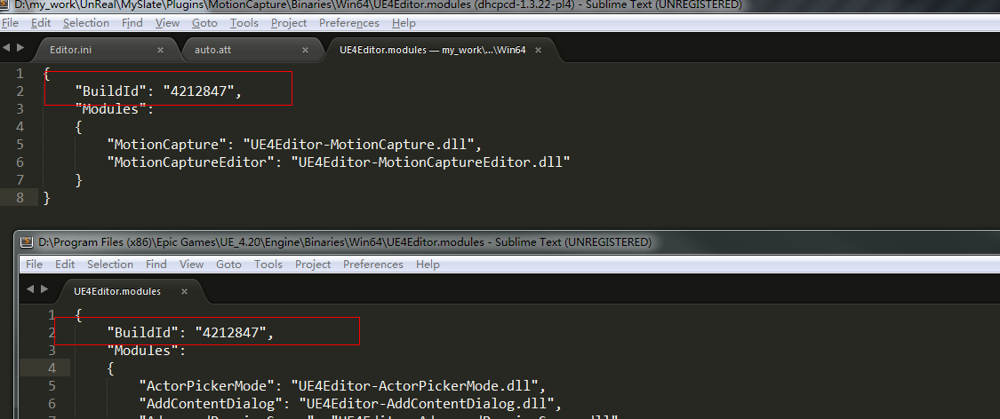 D:\my_work\UnReal\MySlate\Plugins\MotionCapture\Binaries\Win64\UE4Editor.modules (dhcpcd-1.3.22-pl4) - Sublime Text (UNREGISTERED)
File Edit Selection Find View Goto Tools Project Preferences Help
Editor.ini × auto.att × UE4Editor.modules — my_work\...\Win64 ×
1 {
2 "BuildId": "4212847",
3 "Modules":
4 {
5 "MotionCapture": "UE4Editor-MotionCapture.dll",
6 "MotionCaptureEditor": "UE4Editor-MotionCaptureEditor.dll"
7 }
8 }
D:\Program Files (x86)\Epic Games\UE_4.20\Engine\Binaries\Win64\UE4Editor.modules - Sublime Text (UNREGISTERED)
File Edit Selection Find View Goto Tools Project Preferences Help
UE4Editor.modules ×
1 {
2 "BuildId": "4212847",
3 "Modules":
4 {
5 "ActorPickerMode": "UE4Editor-ActorPickerMode.dll",
6 "AddContentDialog": "UE4Editor-AddContentDialog.dll",